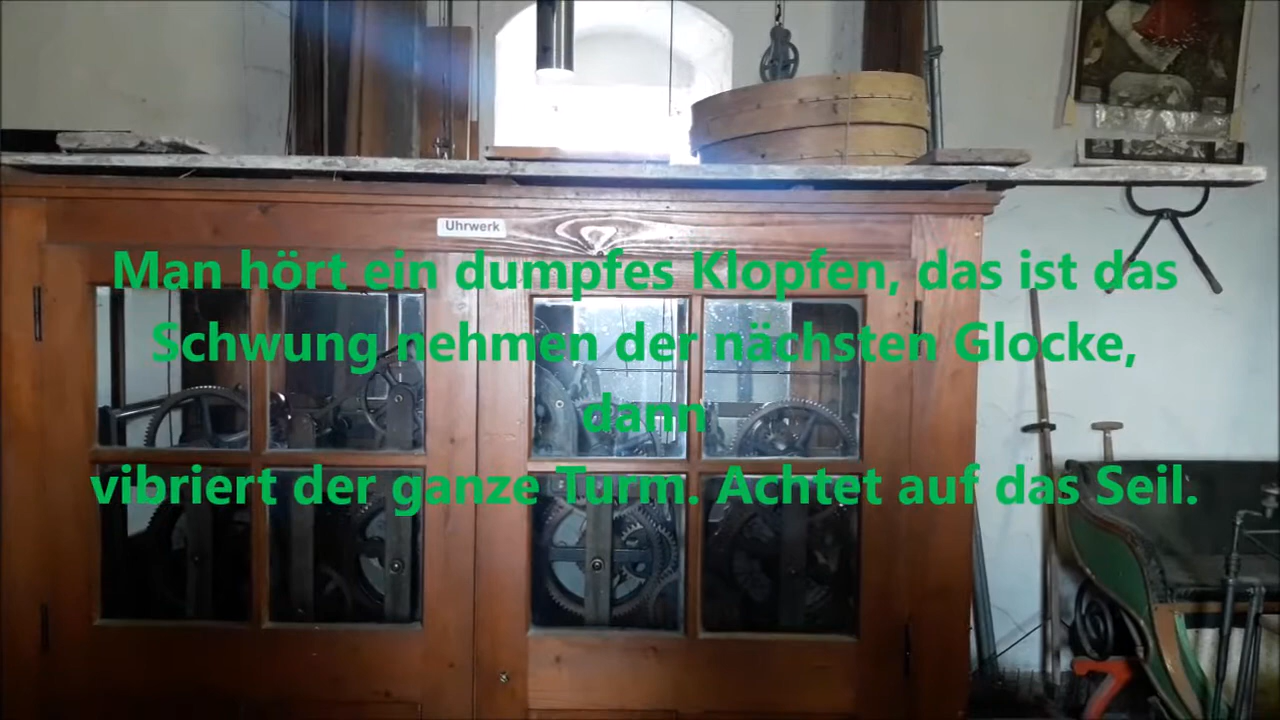 Uhrwerk
Man hört ein dumpfes Klopfen, das ist das
Schwung nehmen der nächsten Glocke,
dann
vibriert der ganze Turm. Achtet auf das Seil.
7